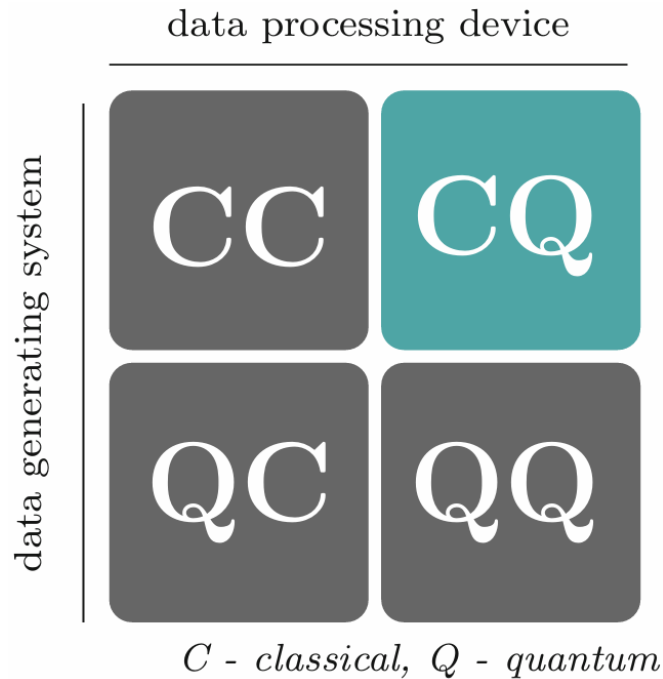 data processing device
data generating system
CC
CQ
QC
QQ
C - classical, Q - quantum